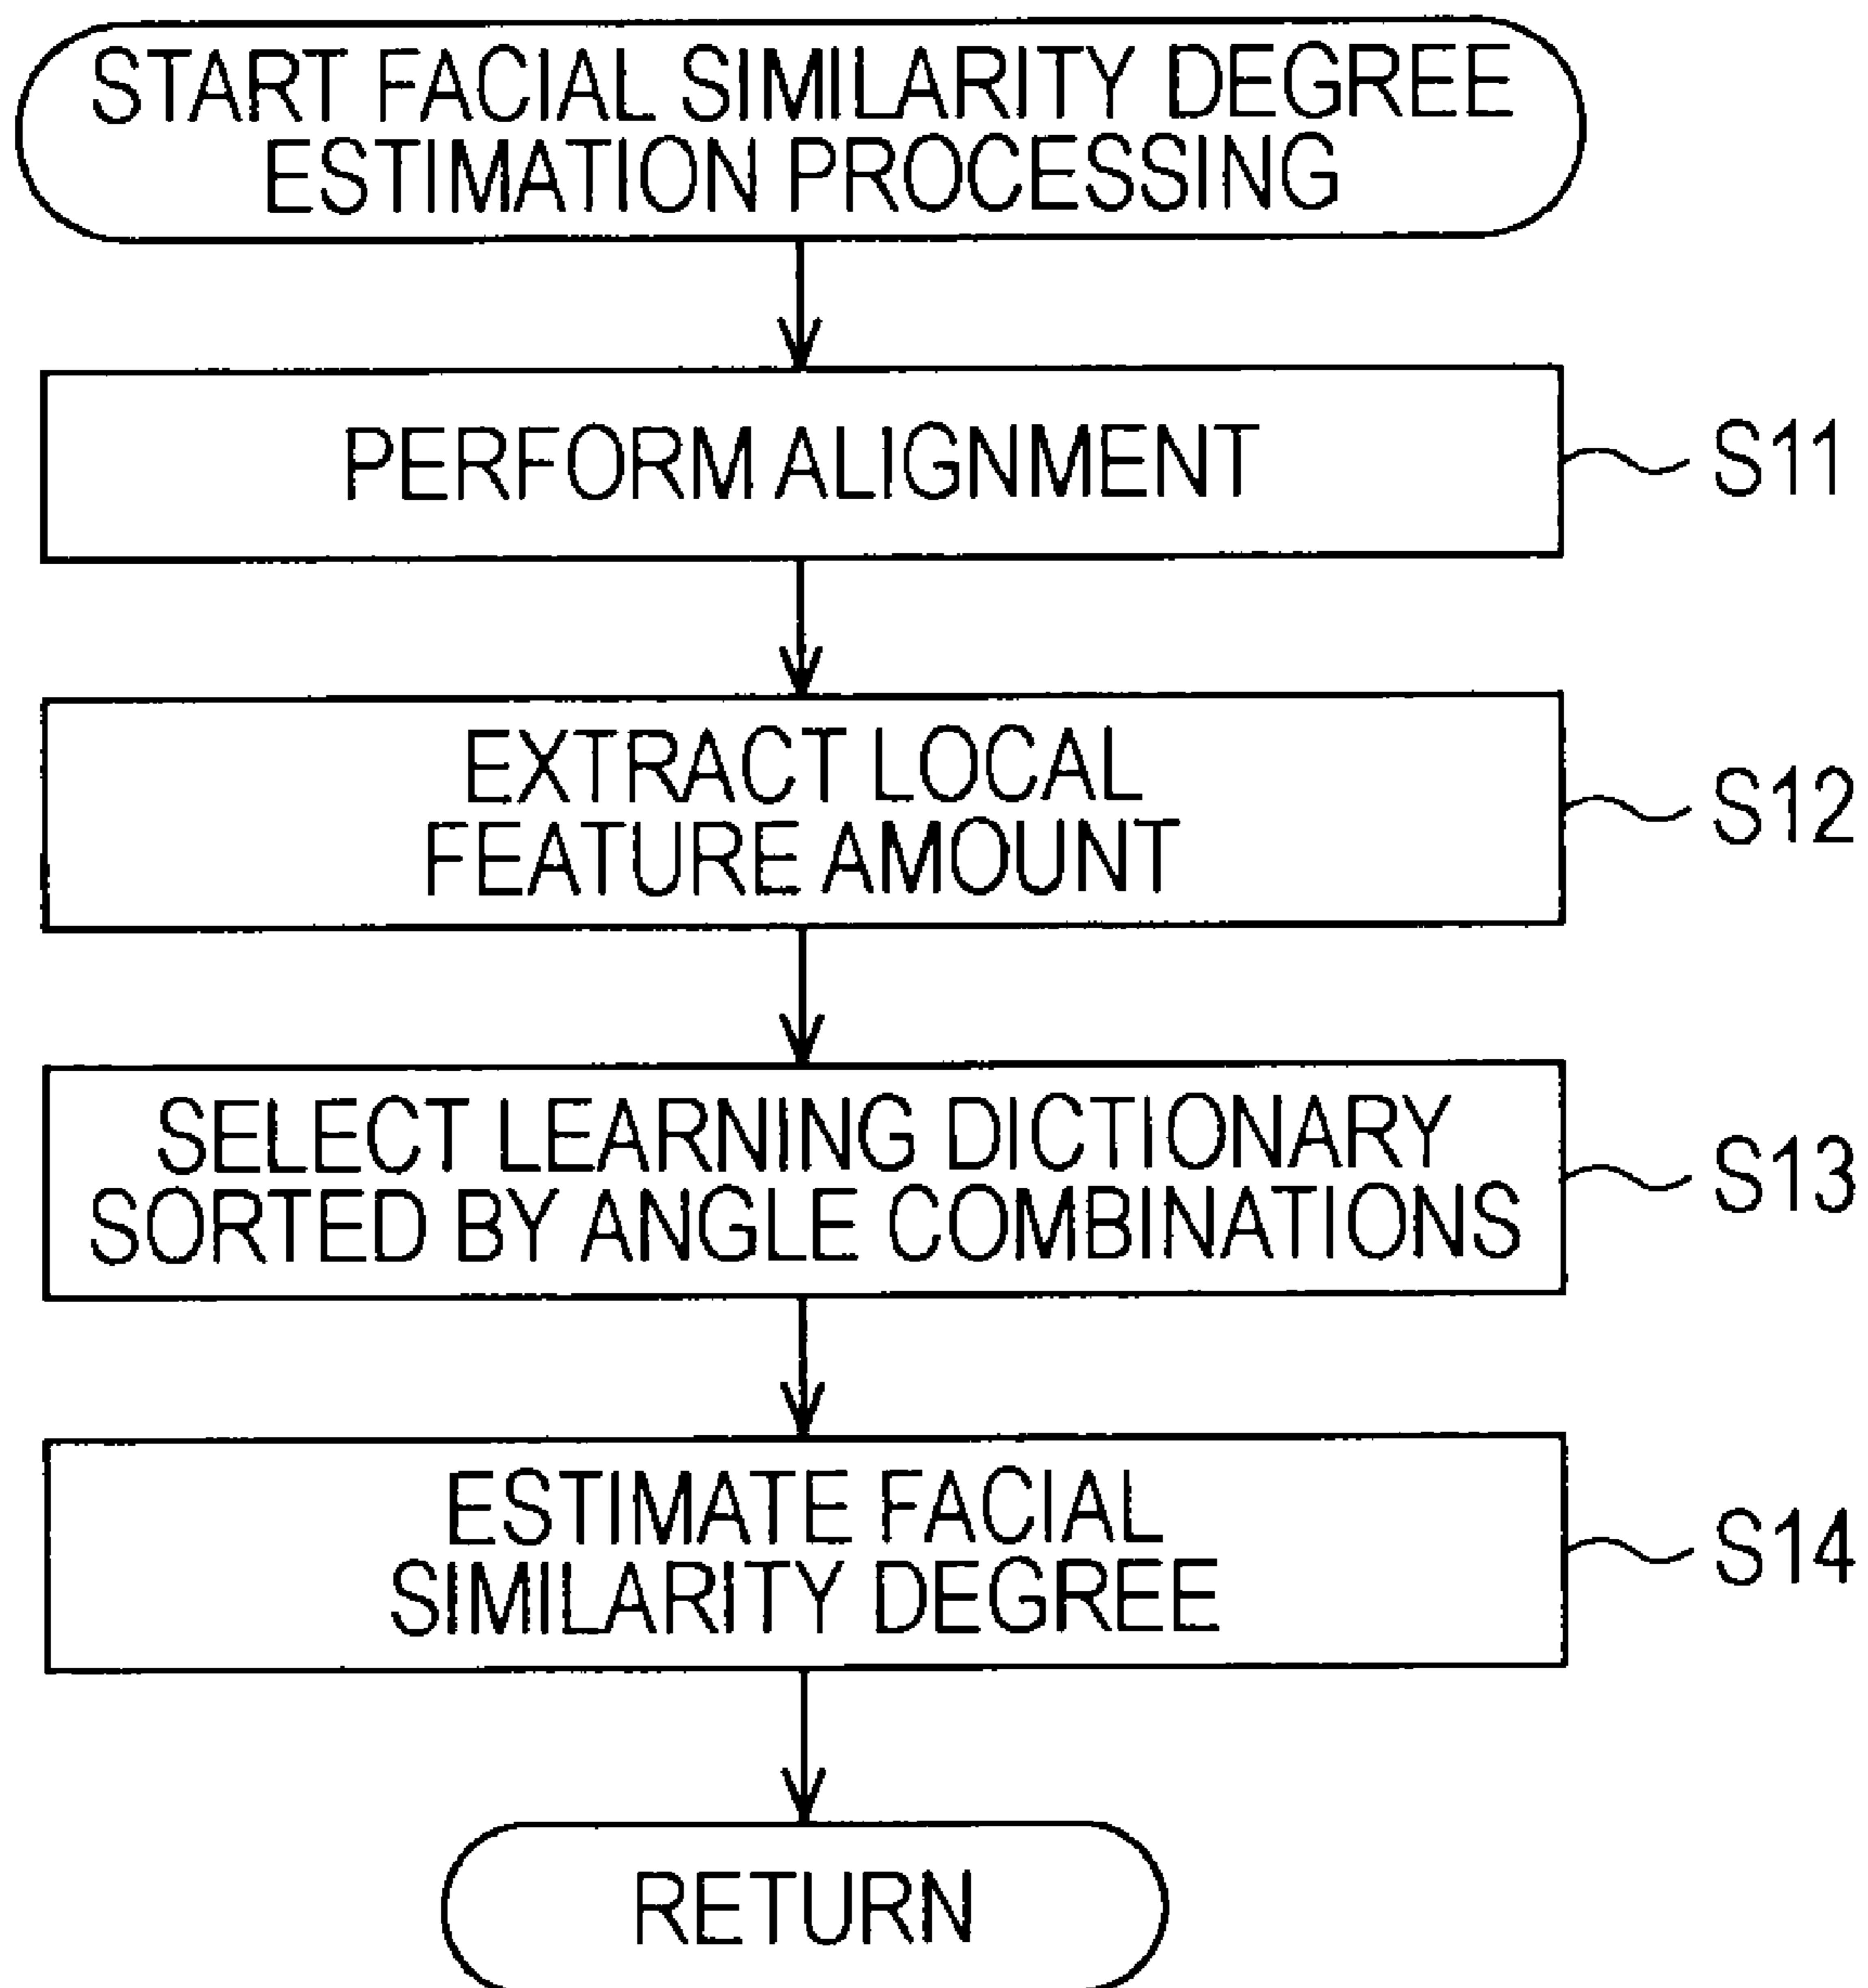 START FACIAL SIMILARITY DEGREE
ESTIMATION PROCESSING
PERFORM ALIGNMENT
S11
EXTRACT LOCAL
FEATURE AMOUNT
S12
SELECT LEARNING DICTIONARY
SORTED BY ANGLE COMBINATIONS
S13
ESTIMATE FACIAL
SIMILARITY DEGREE
S14
RETURN